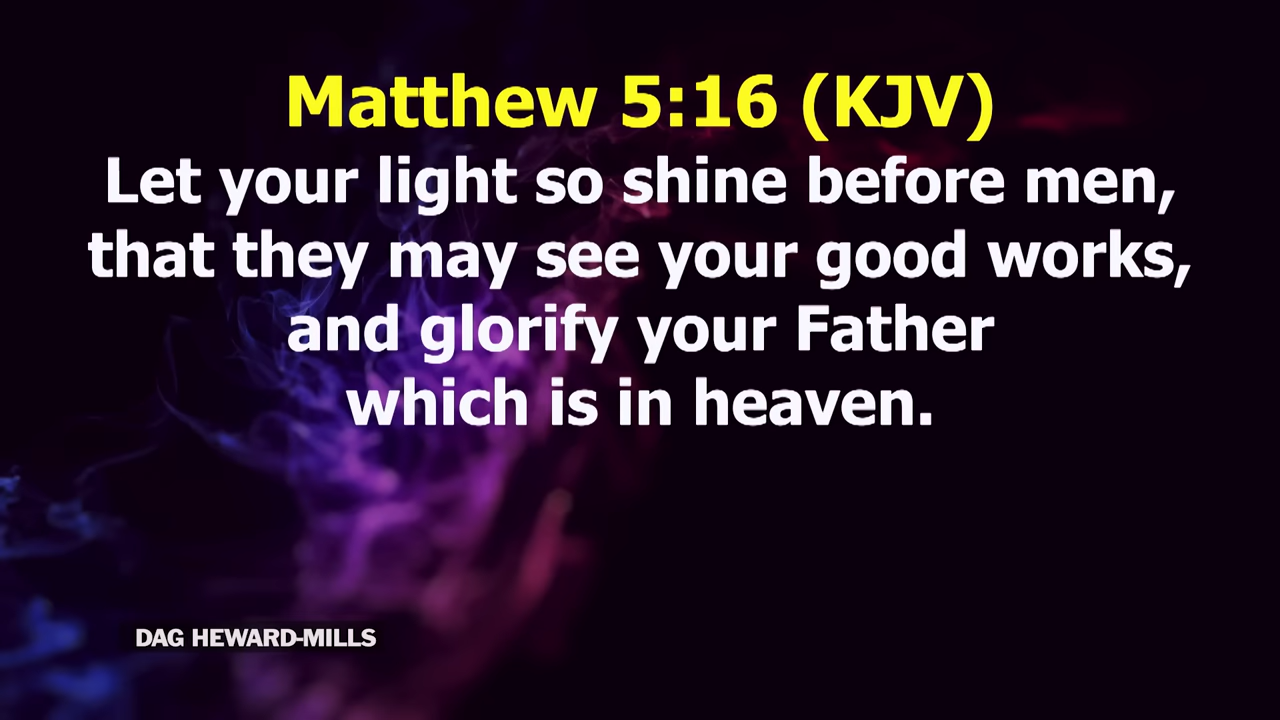 Matthew 5:16 (KJV)
Let your light so shine before men,
that they may see your good works,
and glorify your Father
which is in heaven.
DAG HEWARD-MILLS